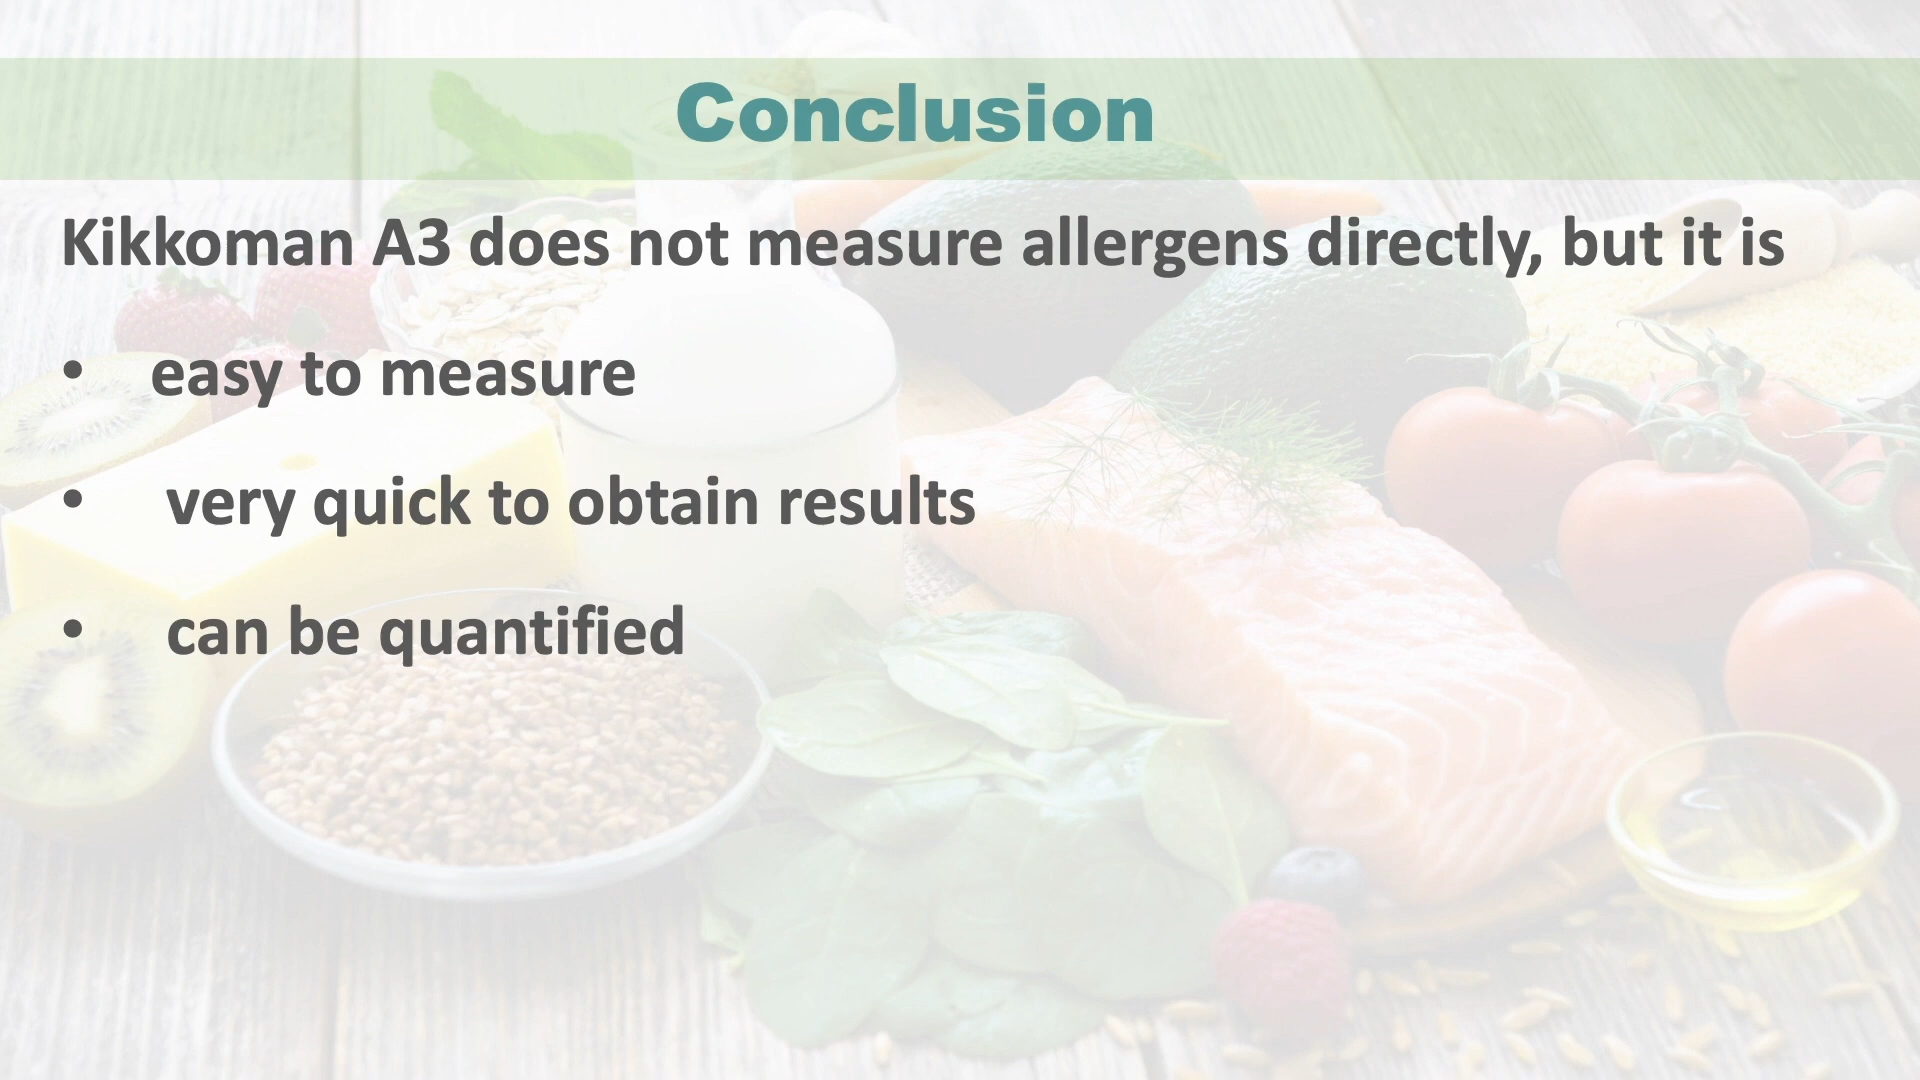 Conclusion
Kikkoman A3 does not measure allergens directly, but it is
• easy to measure
• very quick to obtain results
• can be quantified